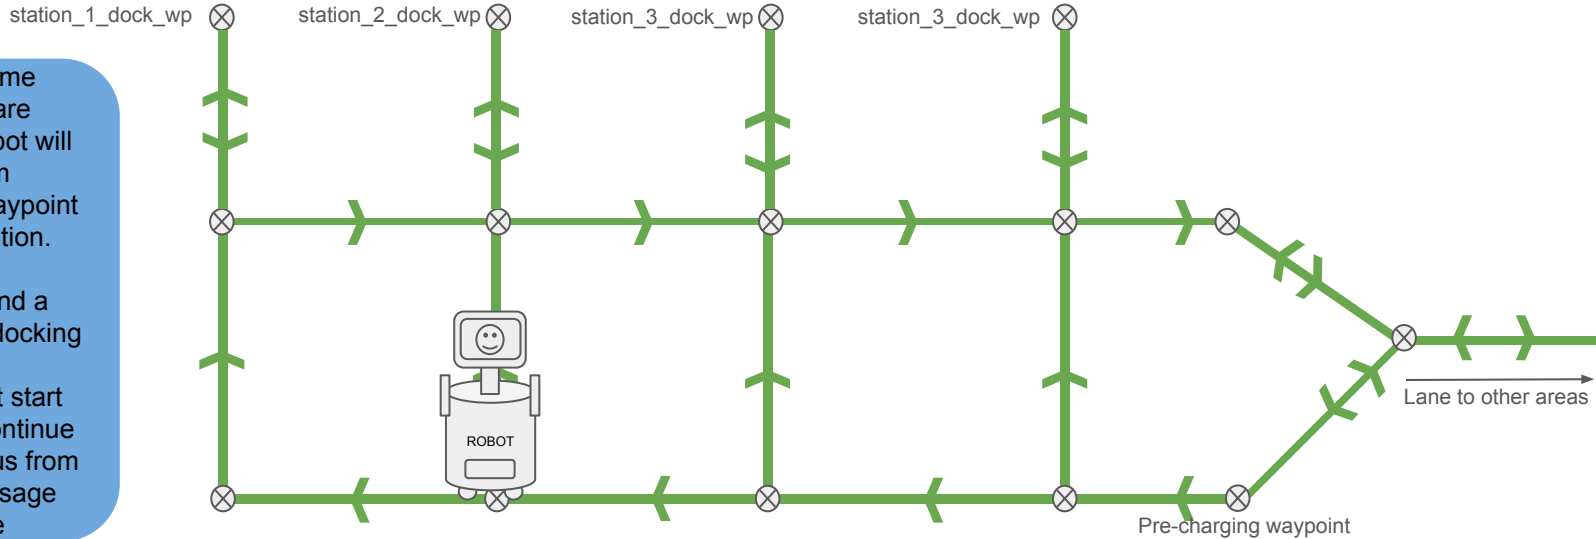 station_1_dock_wp
station_2_dock_wp
station_3_dock_wp
station_3_dock_wp
me
are
bot will
aypoint
tion.
nd a
docking
t start
ontinue
us from
sage
e
ROBOT
Lane to other areas
Pre-charging waypoint